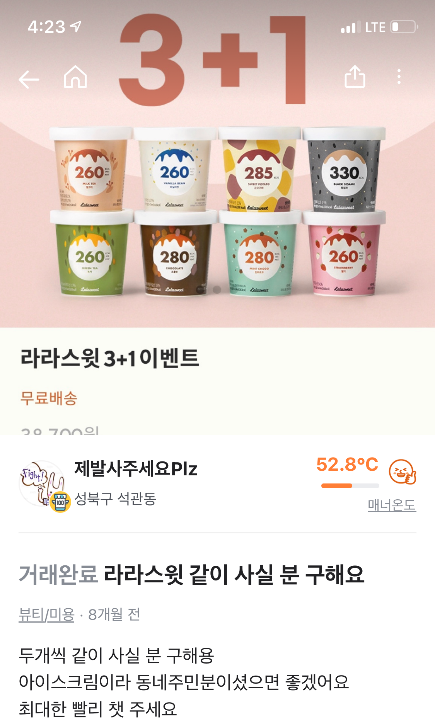 4:23
LTE
3+1
260
260
285
330
260
280
280
260
라라스윗 3+1 이벤트
무료배송
38,700원
제발사주세요Plz
52.8°C
성북구 석관동
매너온도
거래완료 라라스윗 같이 사실 분 구해요
뷰티/미용 · 8개월 전
두개씩 같이 사실 분 구해용
아이스크림이라 동네주민분이셨으면 좋겠어요
최대한 빨리 챗 주세요